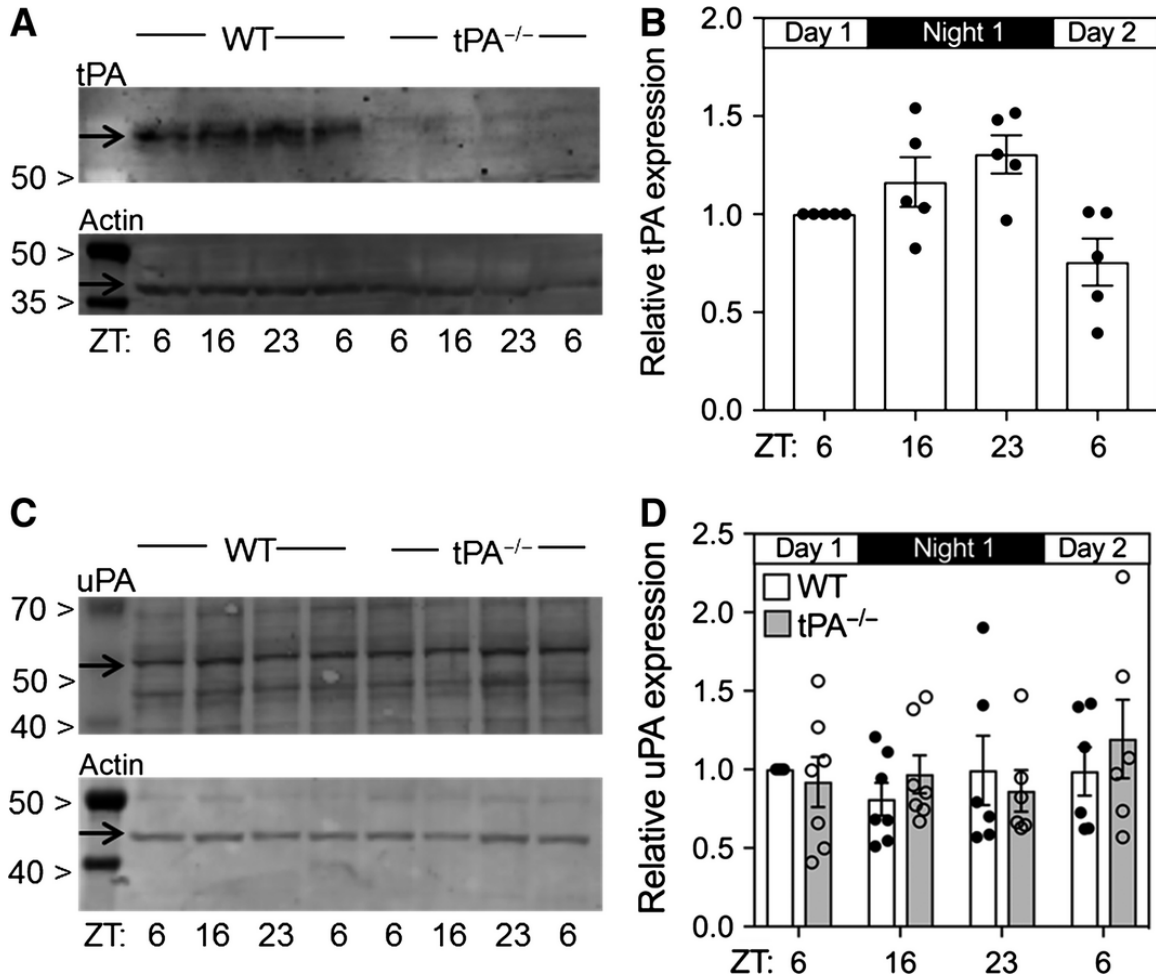 A
WT tPA−/−
tPA
50 >
Actin
50 >
35 >
ZT: 6 16 23 6 6 16 23 6
B
Relative tPA expression
Day 1 Night 1 Day 2
2.0
1.5
1.0
0.5
0.0
ZT: 6 16 23 6
C
WT tPA−/−
uPA
70 >
50 >
40 >
Actin
50 >
40 >
ZT: 6 16 23 6 6 16 23 6
D
Relative uPA expression
Day 1 Night 1 Day 2
WT
tPA−/−
2.5
2.0
1.5
1.0
0.5
0.0
ZT: 6 16 23 6